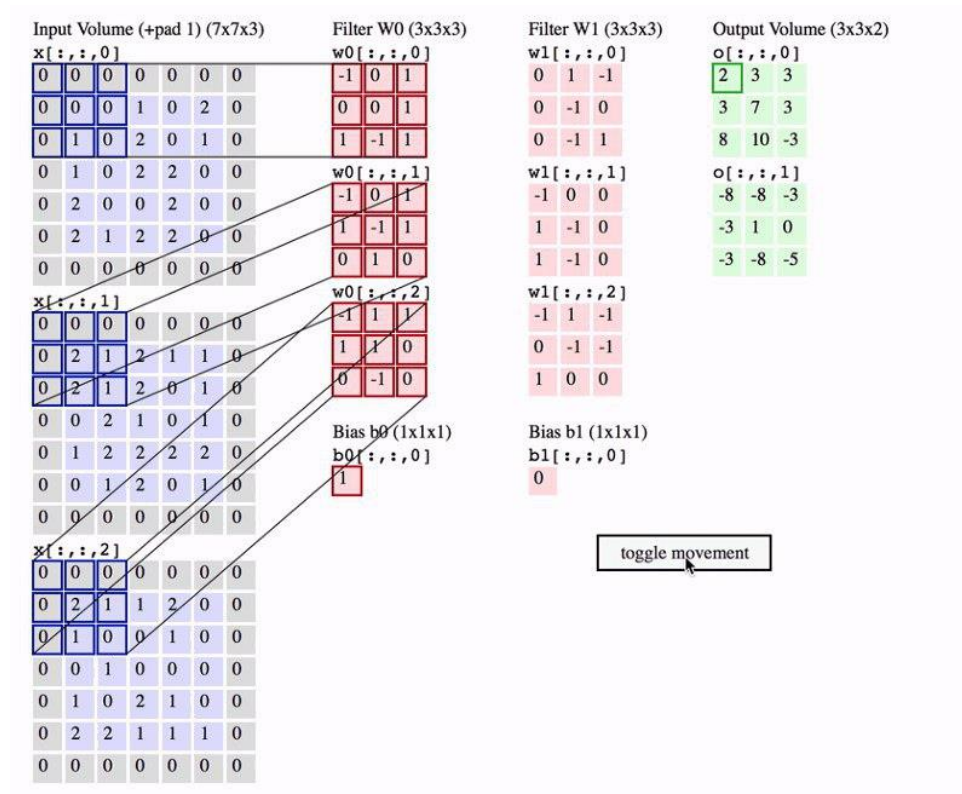 Input Volume (+pad 1) (7x7x3)
x[:,:,0]
0 0 0 0 0 0 0
0 0 0 1 0 2 0
0 1 0 2 0 1 0
0 1 0 2 2 0 0
0 2 0 0 2 0 0
0 2 1 2 2 0 0
0 0 0 0 0 0 0
x[:,:,1]
0 0 0 0 0 0 0
0 2 1 2 1 1 0
0 2 1 2 0 1 0
0 0 2 1 0 1 0
0 1 2 2 2 2 0
0 0 1 2 0 1 0
0 0 0 0 0 0 0
x[:,:,2]
0 0 0 0 0 0 0
0 2 1 1 2 0 0
0 1 0 0 1 0 0
0 0 1 0 0 0 0
0 1 0 2 1 0 0
0 2 2 1 1 1 0
0 0 0 0 0 0 0
Filter W0 (3x3x3)
w0[:,:,0]
-1 0 1
0 0 1
1 -1 1
w0[:,:,1]
-1 0 1
1 -1 1
0 1 0
w0[:,:,2]
-1 1 1
1 1 0
0 -1 0
Bias b0 (1x1x1)
b0[:,:,0]
1
Filter W1 (3x3x3)
w1[:,:,0]
0 1 -1
0 -1 0
0 -1 1
w1[:,:,1]
-1 0 0
1 -1 0
1 -1 0
w1[:,:,2]
-1 1 -1
0 -1 -1
1 0 0
Bias b1 (1x1x1)
b1[:,:,0]
0
Output Volume (3x3x2)
o[:,:,0]
2 3 3
3 7 3
8 10 -3
o[:,:,1]
-8 -8 -3
-3 1 0
-3 -8 -5
toggle movement